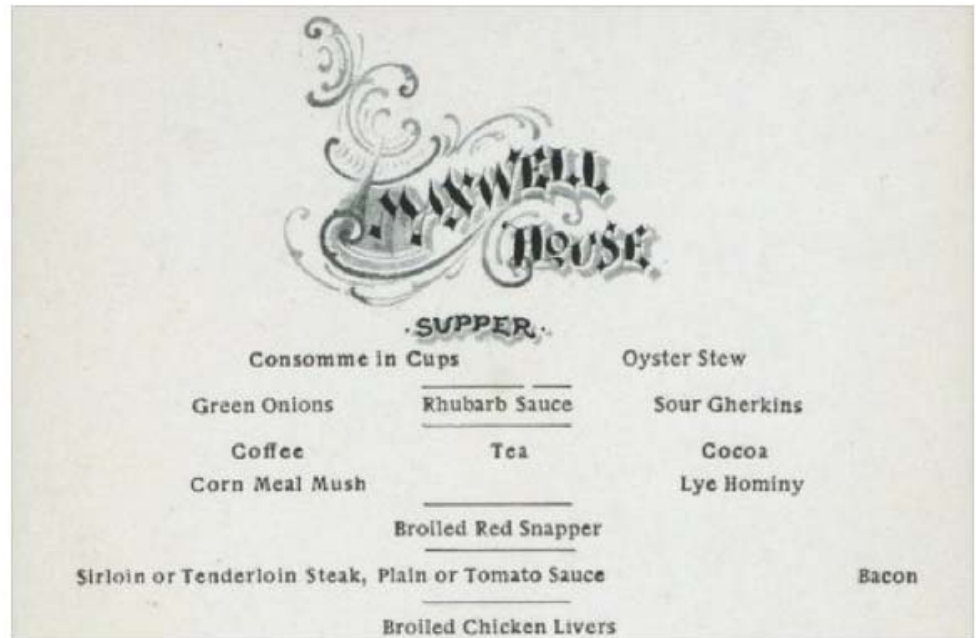 MAXWELL
HOUSE
·SUPPER·
Consomme in Cups Oyster Stew
Green Onions Rhubarb Sauce Sour Gherkins
Coffee Tea Cocoa
Corn Meal Mush Lye Hominy
Broiled Red Snapper
Sirloin or Tenderloin Steak, Plain or Tomato Sauce Bacon
Broiled Chicken Livers